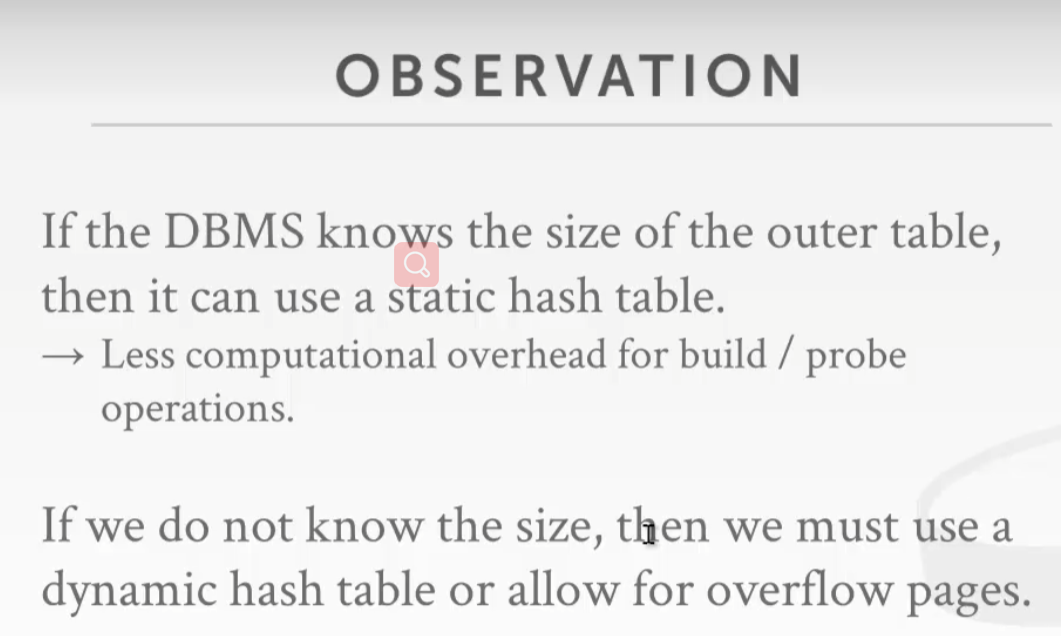 OBSERVATION
If the DBMS knows the size of the outer table,
then it can use a static hash table.
→ Less computational overhead for build / probe
operations.
If we do not know the size, then we must use a
dynamic hash table or allow for overflow pages.